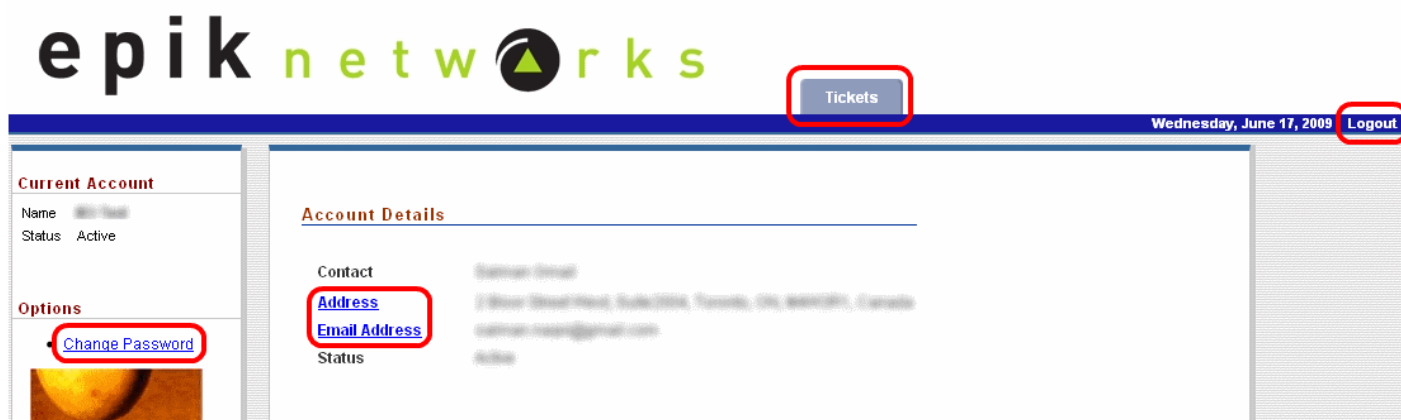 epik networks
Tickets
Wednesday, June 17, 2009 Logout
Current Account
Name
Status Active
Options
Change Password
Account Details
Contact
Address
Email Address
Status